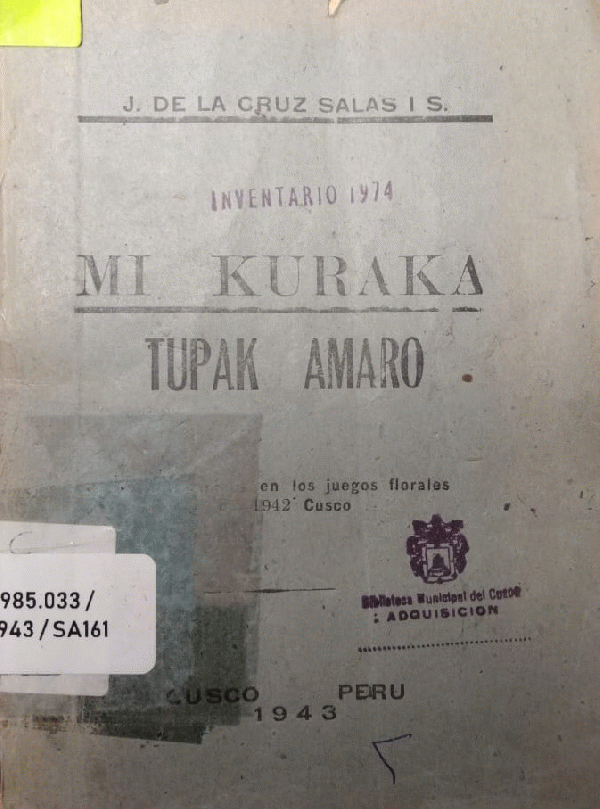 J. DE LA CRUZ SALAS I S.
INVENTARIO 1974
MI KURAKA
TUPAK AMARO
en los juegos florales
1942 Cusco
Biblioteca Municipal del Cusco
ADQUISICION
985.033 /
943 / SA161
CUSCO PERU
1943